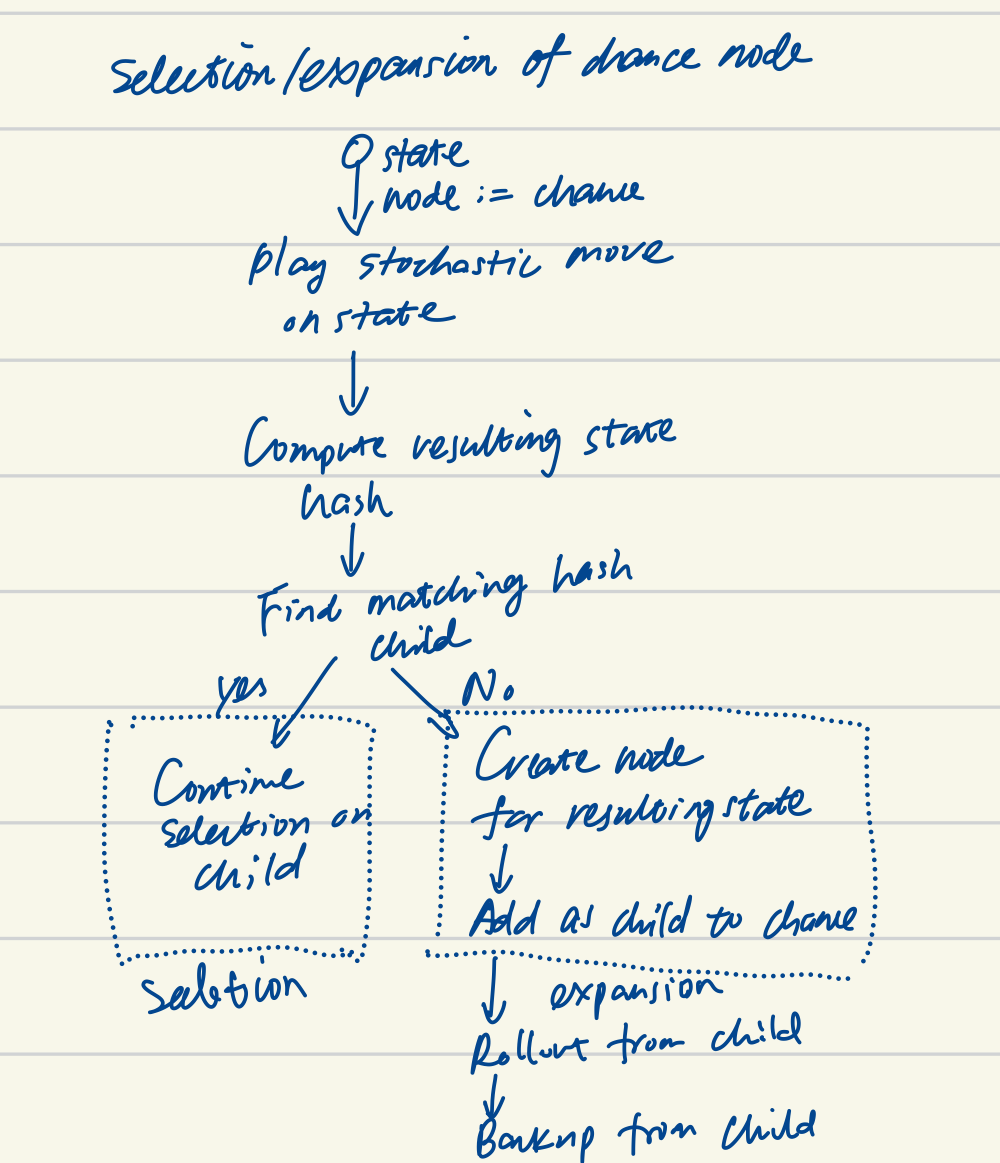 Selection/expansion of chance node
state
node := chance
Play stochastic move
on state
Compute resulting state
hash
Find matching hash
child
Yes
No
Continue
selection on
child
Selection
Create node
for resulting state
Add as child to chance
expansion
Rollout from child
Backup from child